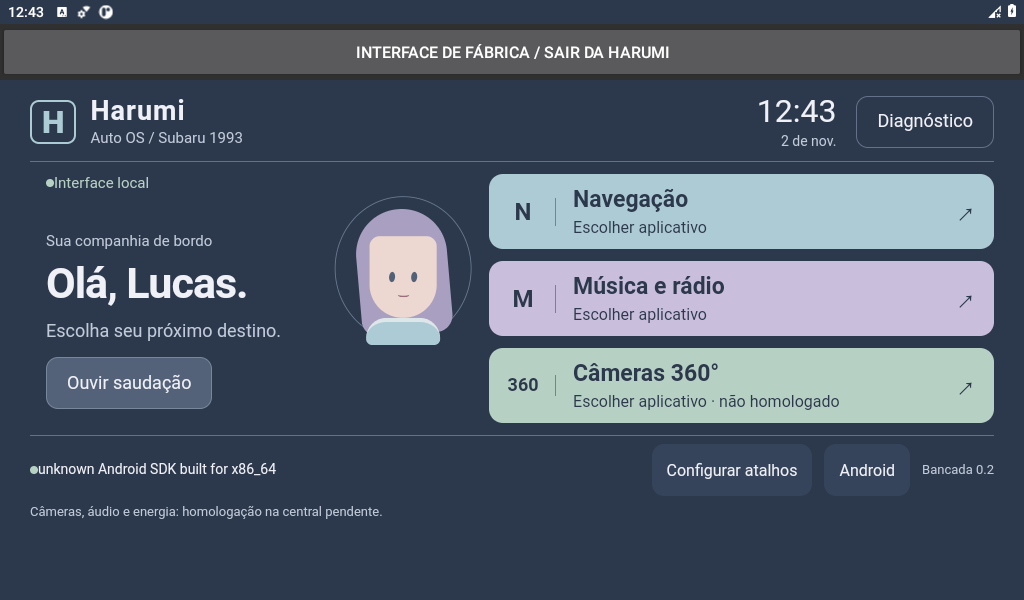 12:43
A
INTERFACE DE FÁBRICA / SAIR DA HARUMI
H
Harumi
Auto OS / Subaru 1993
12:43
2 de nov.
Diagnóstico
Interface local
Sua companhia de bordo
Olá, Lucas.
Escolha seu próximo destino.
Ouvir saudação
N
Navegação
Escolher aplicativo
M
Música e rádio
Escolher aplicativo
360
Câmeras 360°
Escolher aplicativo · não homologado
unknown Android SDK built for x86_64
Configurar atalhos
Android
Bancada 0.2
Câmeras, áudio e energia: homologação na central pendente.